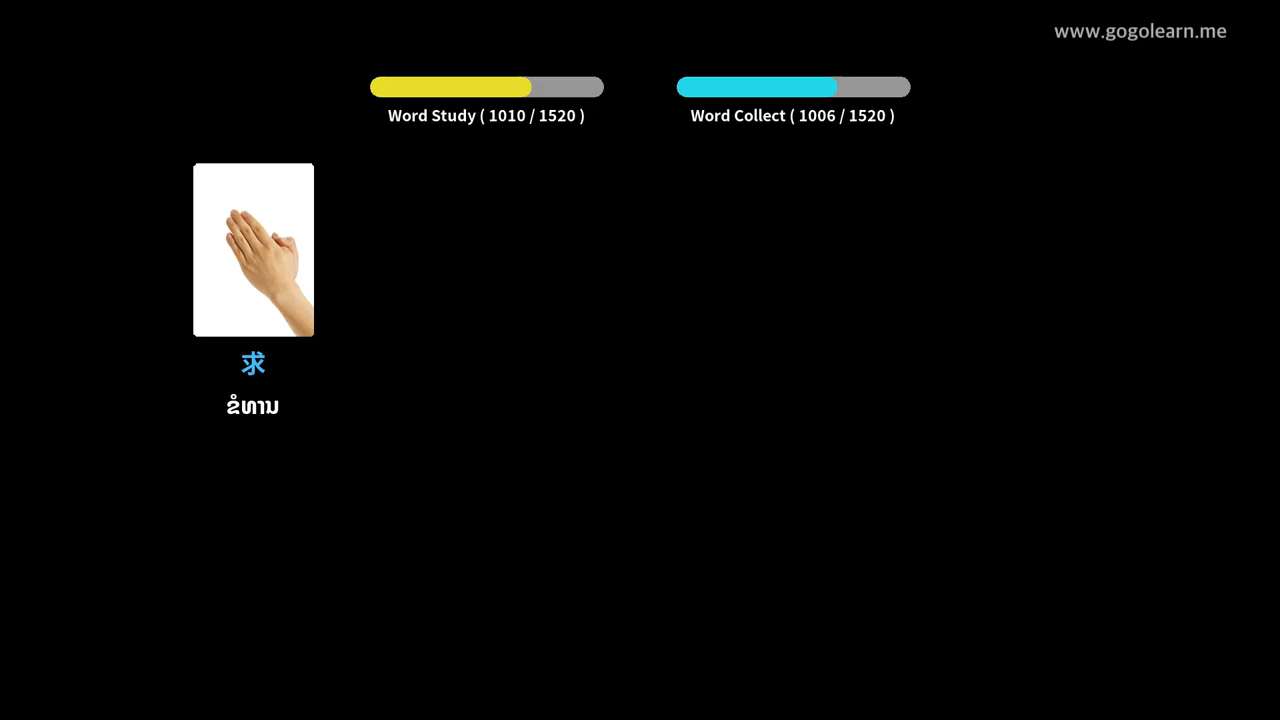 www.gogolearn.me
Word Study ( 1010 / 1520 )
Word Collect ( 1006 / 1520 )
求
ຂໍທານ